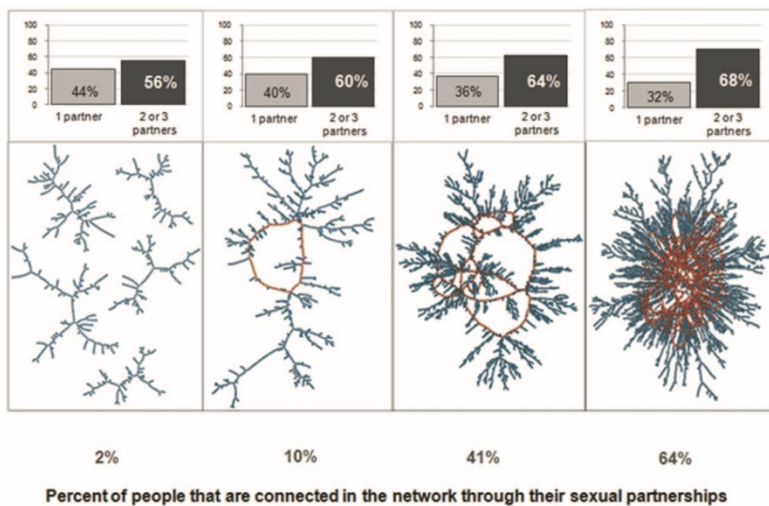 100
80
60
40
20
0
44%
56%
1 partner
2 or 3
partners
100
80
60
40
20
0
40%
60%
1 partner
2 or 3
partners
100
80
60
40
20
0
36%
64%
1 partner
2 or 3
partners
100
80
60
40
20
0
32%
68%
1 partner
2 or 3
partners
2%
10%
41%
64%
Percent of people that are connected in the network through their sexual partnerships